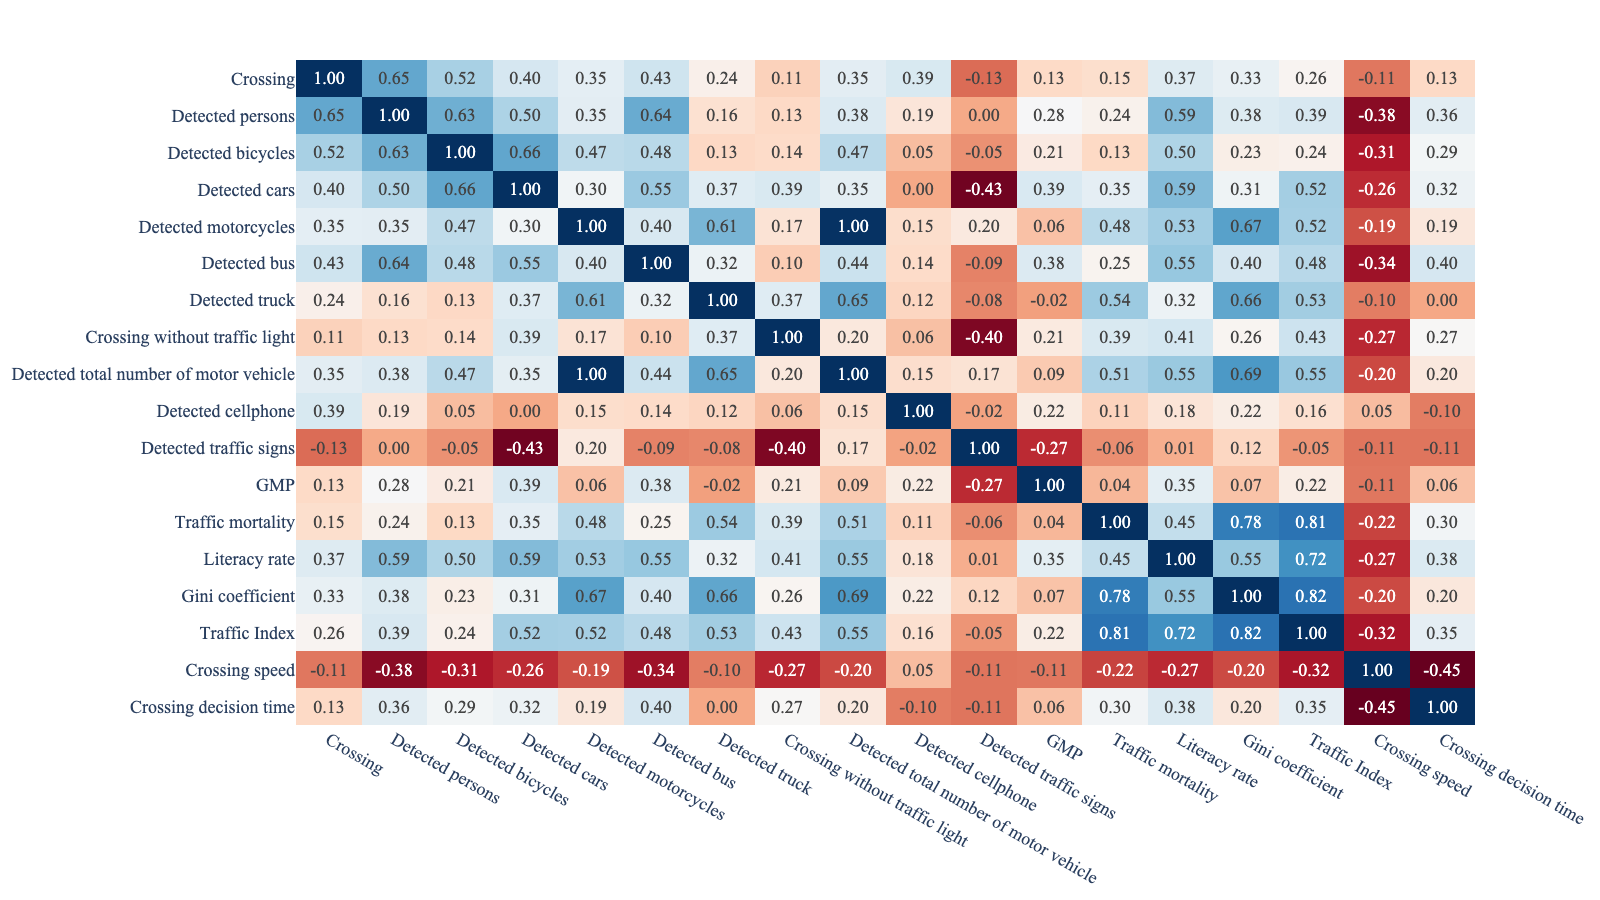 Crossing 1.00 0.65 0.52 0.40 0.35 0.43 0.24 0.11 0.35 0.39 -0.13 0.13 0.15 0.37 0.33 0.26 -0.11 0.13
Detected persons 0.65 1.00 0.63 0.50 0.35 0.64 0.16 0.13 0.38 0.19 0.00 0.28 0.24 0.59 0.38 0.39 -0.38 0.36
Detected bicycles 0.52 0.63 1.00 0.66 0.47 0.48 0.13 0.14 0.47 0.05 -0.05 0.21 0.13 0.50 0.23 0.24 -0.31 0.29
Detected cars 0.40 0.50 0.66 1.00 0.30 0.55 0.37 0.39 0.35 0.00 -0.43 0.39 0.35 0.59 0.31 0.52 -0.26 0.32
Detected motorcycles 0.35 0.35 0.47 0.30 1.00 0.40 0.61 0.17 1.00 0.15 0.20 0.06 0.48 0.53 0.67 0.52 -0.19 0.19
Detected bus 0.43 0.64 0.48 0.55 0.40 1.00 0.32 0.10 0.44 0.14 -0.09 0.38 0.25 0.55 0.40 0.48 -0.34 0.40
Detected truck 0.24 0.16 0.13 0.37 0.61 0.32 1.00 0.37 0.65 0.12 -0.08 -0.02 0.54 0.32 0.66 0.53 -0.10 0.00
Crossing without traffic light 0.11 0.13 0.14 0.39 0.17 0.10 0.37 1.00 0.20 0.06 -0.40 0.21 0.39 0.41 0.26 0.43 -0.27 0.27
Detected total number of motor vehicle 0.35 0.38 0.47 0.35 1.00 0.44 0.65 0.20 1.00 0.15 0.17 0.09 0.51 0.55 0.69 0.55 -0.20 0.20
Detected cellphone 0.39 0.19 0.05 0.00 0.15 0.14 0.12 0.06 0.15 1.00 -0.02 0.22 0.11 0.18 0.22 0.16 0.05 -0.10
Detected traffic signs -0.13 0.00 -0.05 -0.43 0.20 -0.09 -0.08 -0.40 0.17 -0.02 1.00 -0.27 -0.06 0.01 0.12 -0.05 -0.11 -0.11
GMP 0.13 0.28 0.21 0.39 0.06 0.38 -0.02 0.21 0.09 0.22 -0.27 1.00 0.04 0.35 0.07 0.22 -0.11 0.06
Traffic mortality 0.15 0.24 0.13 0.35 0.48 0.25 0.54 0.39 0.51 0.11 -0.06 0.04 1.00 0.45 0.78 0.81 -0.22 0.30
Literacy rate 0.37 0.59 0.50 0.59 0.53 0.55 0.32 0.41 0.55 0.18 0.01 0.35 0.45 1.00 0.55 0.72 -0.27 0.38
Gini coefficient 0.33 0.38 0.23 0.31 0.67 0.40 0.66 0.26 0.69 0.22 0.12 0.07 0.78 0.55 1.00 0.82 -0.20 0.20
Traffic Index 0.26 0.39 0.24 0.52 0.52 0.48 0.53 0.43 0.55 0.16 -0.05 0.22 0.81 0.72 0.82 1.00 -0.32 0.35
Crossing speed -0.11 -0.38 -0.31 -0.26 -0.19 -0.34 -0.10 -0.27 -0.20 0.05 -0.11 -0.11 -0.22 -0.27 -0.20 -0.32 1.00 -0.45
Crossing decision time 0.13 0.36 0.29 0.32 0.19 0.40 0.00 0.27 0.20 -0.10 -0.11 0.06 0.30 0.38 0.20 0.35 -0.45 1.00
Crossing
Detected persons
Detected bicycles
Detected cars
Detected motorcycles
Detected bus
Detected truck
Crossing without traffic light
Detected total number of motor vehicle
Detected cellphone
Detected traffic signs
GMP
Traffic mortality
Literacy rate
Gini coefficient
Traffic Index
Crossing speed
Crossing decision time